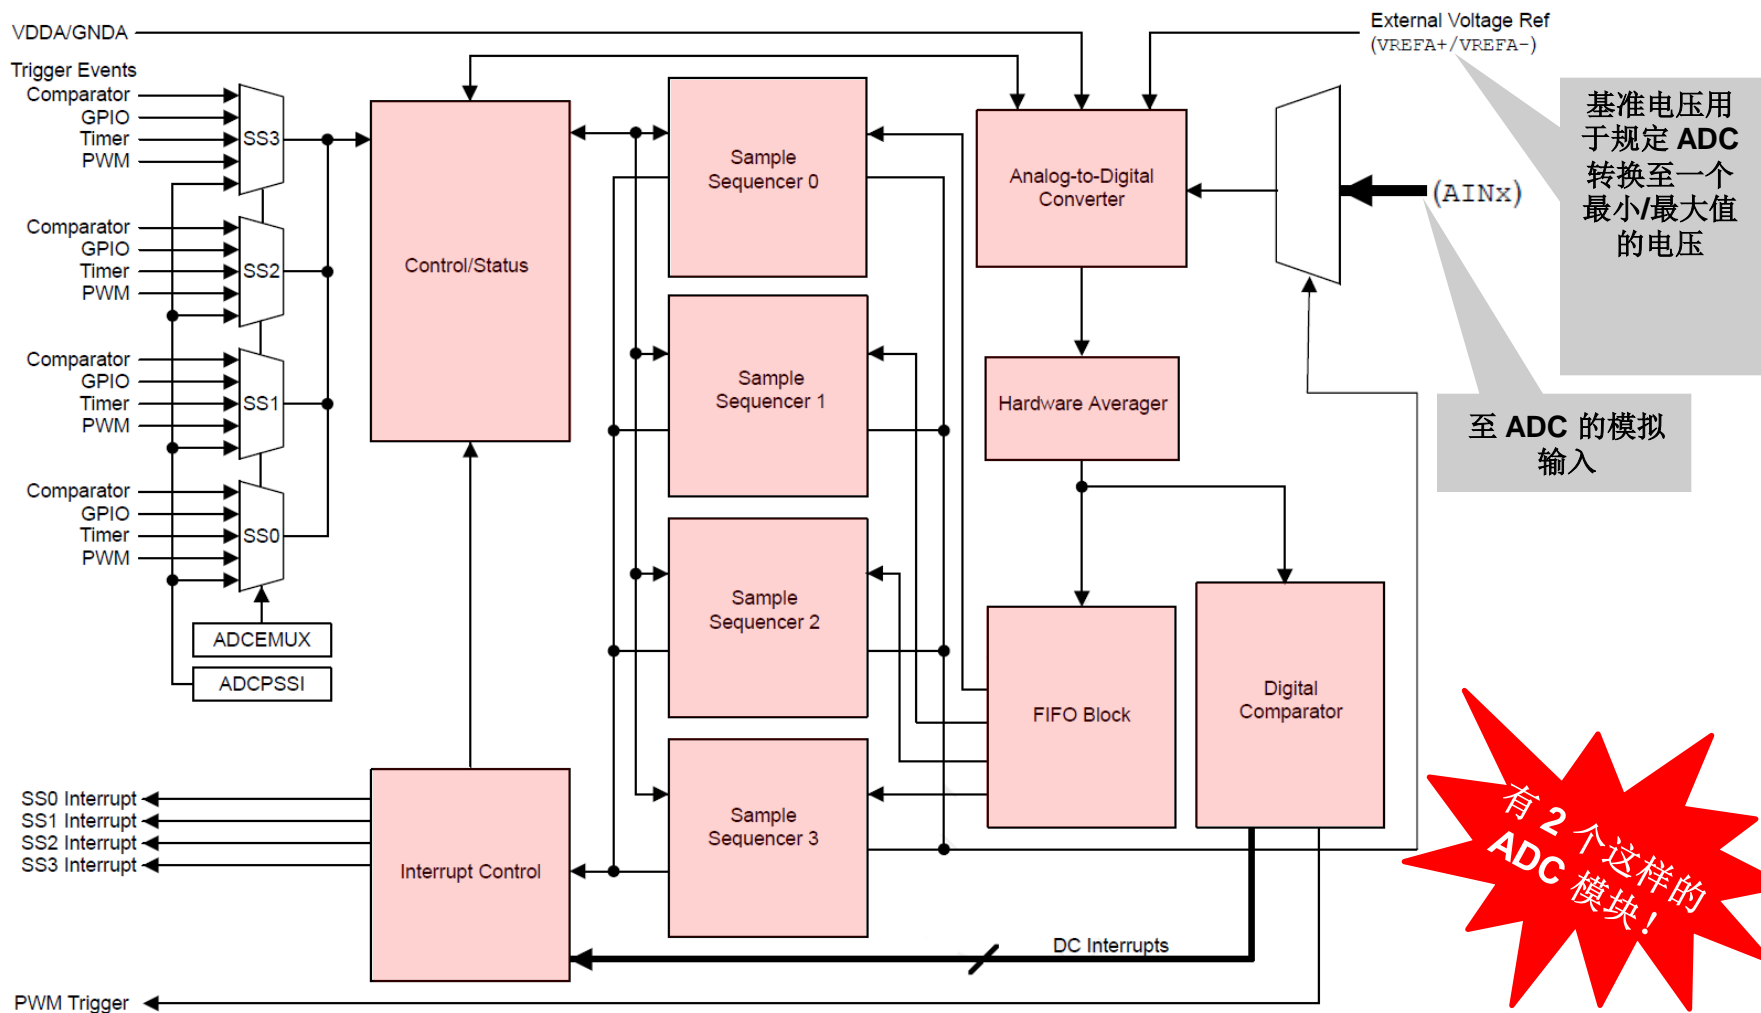 VDDA/GNDA
External Voltage Ref
(VREFA+/VREFA-)
Trigger Events
Comparator
GPIO
Timer
PWM
SS3
Comparator
GPIO
Timer
PWM
SS2
Comparator
GPIO
Timer
PWM
SS1
Comparator
GPIO
Timer
PWM
SS0
ADCEMUX
ADCPSSI
Control/Status
Sample
Sequencer 0
Sample
Sequencer 1
Sample
Sequencer 2
Sample
Sequencer 3
Analog-to-Digital
Converter
Hardware Averager
FIFO Block
Digital
Comparator
(AINx)
基准电压用
于规定 ADC
转换至一个
最小/最大值
的电压
至 ADC 的模拟
输入
SS0 Interrupt
SS1 Interrupt
SS2 Interrupt
SS3 Interrupt
Interrupt Control
DC Interrupts
PWM Trigger
有 2 个这样的
ADC 模块！